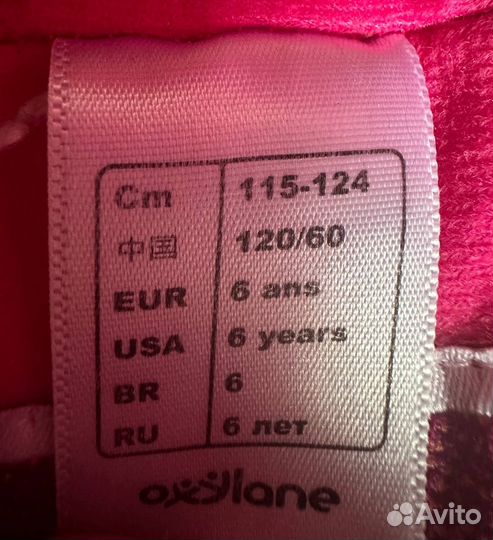 Cm 115-124
中国 120/60
EUR 6 ans
USA 6 years
BR 6
RU 6 лет
oxylane
Avito